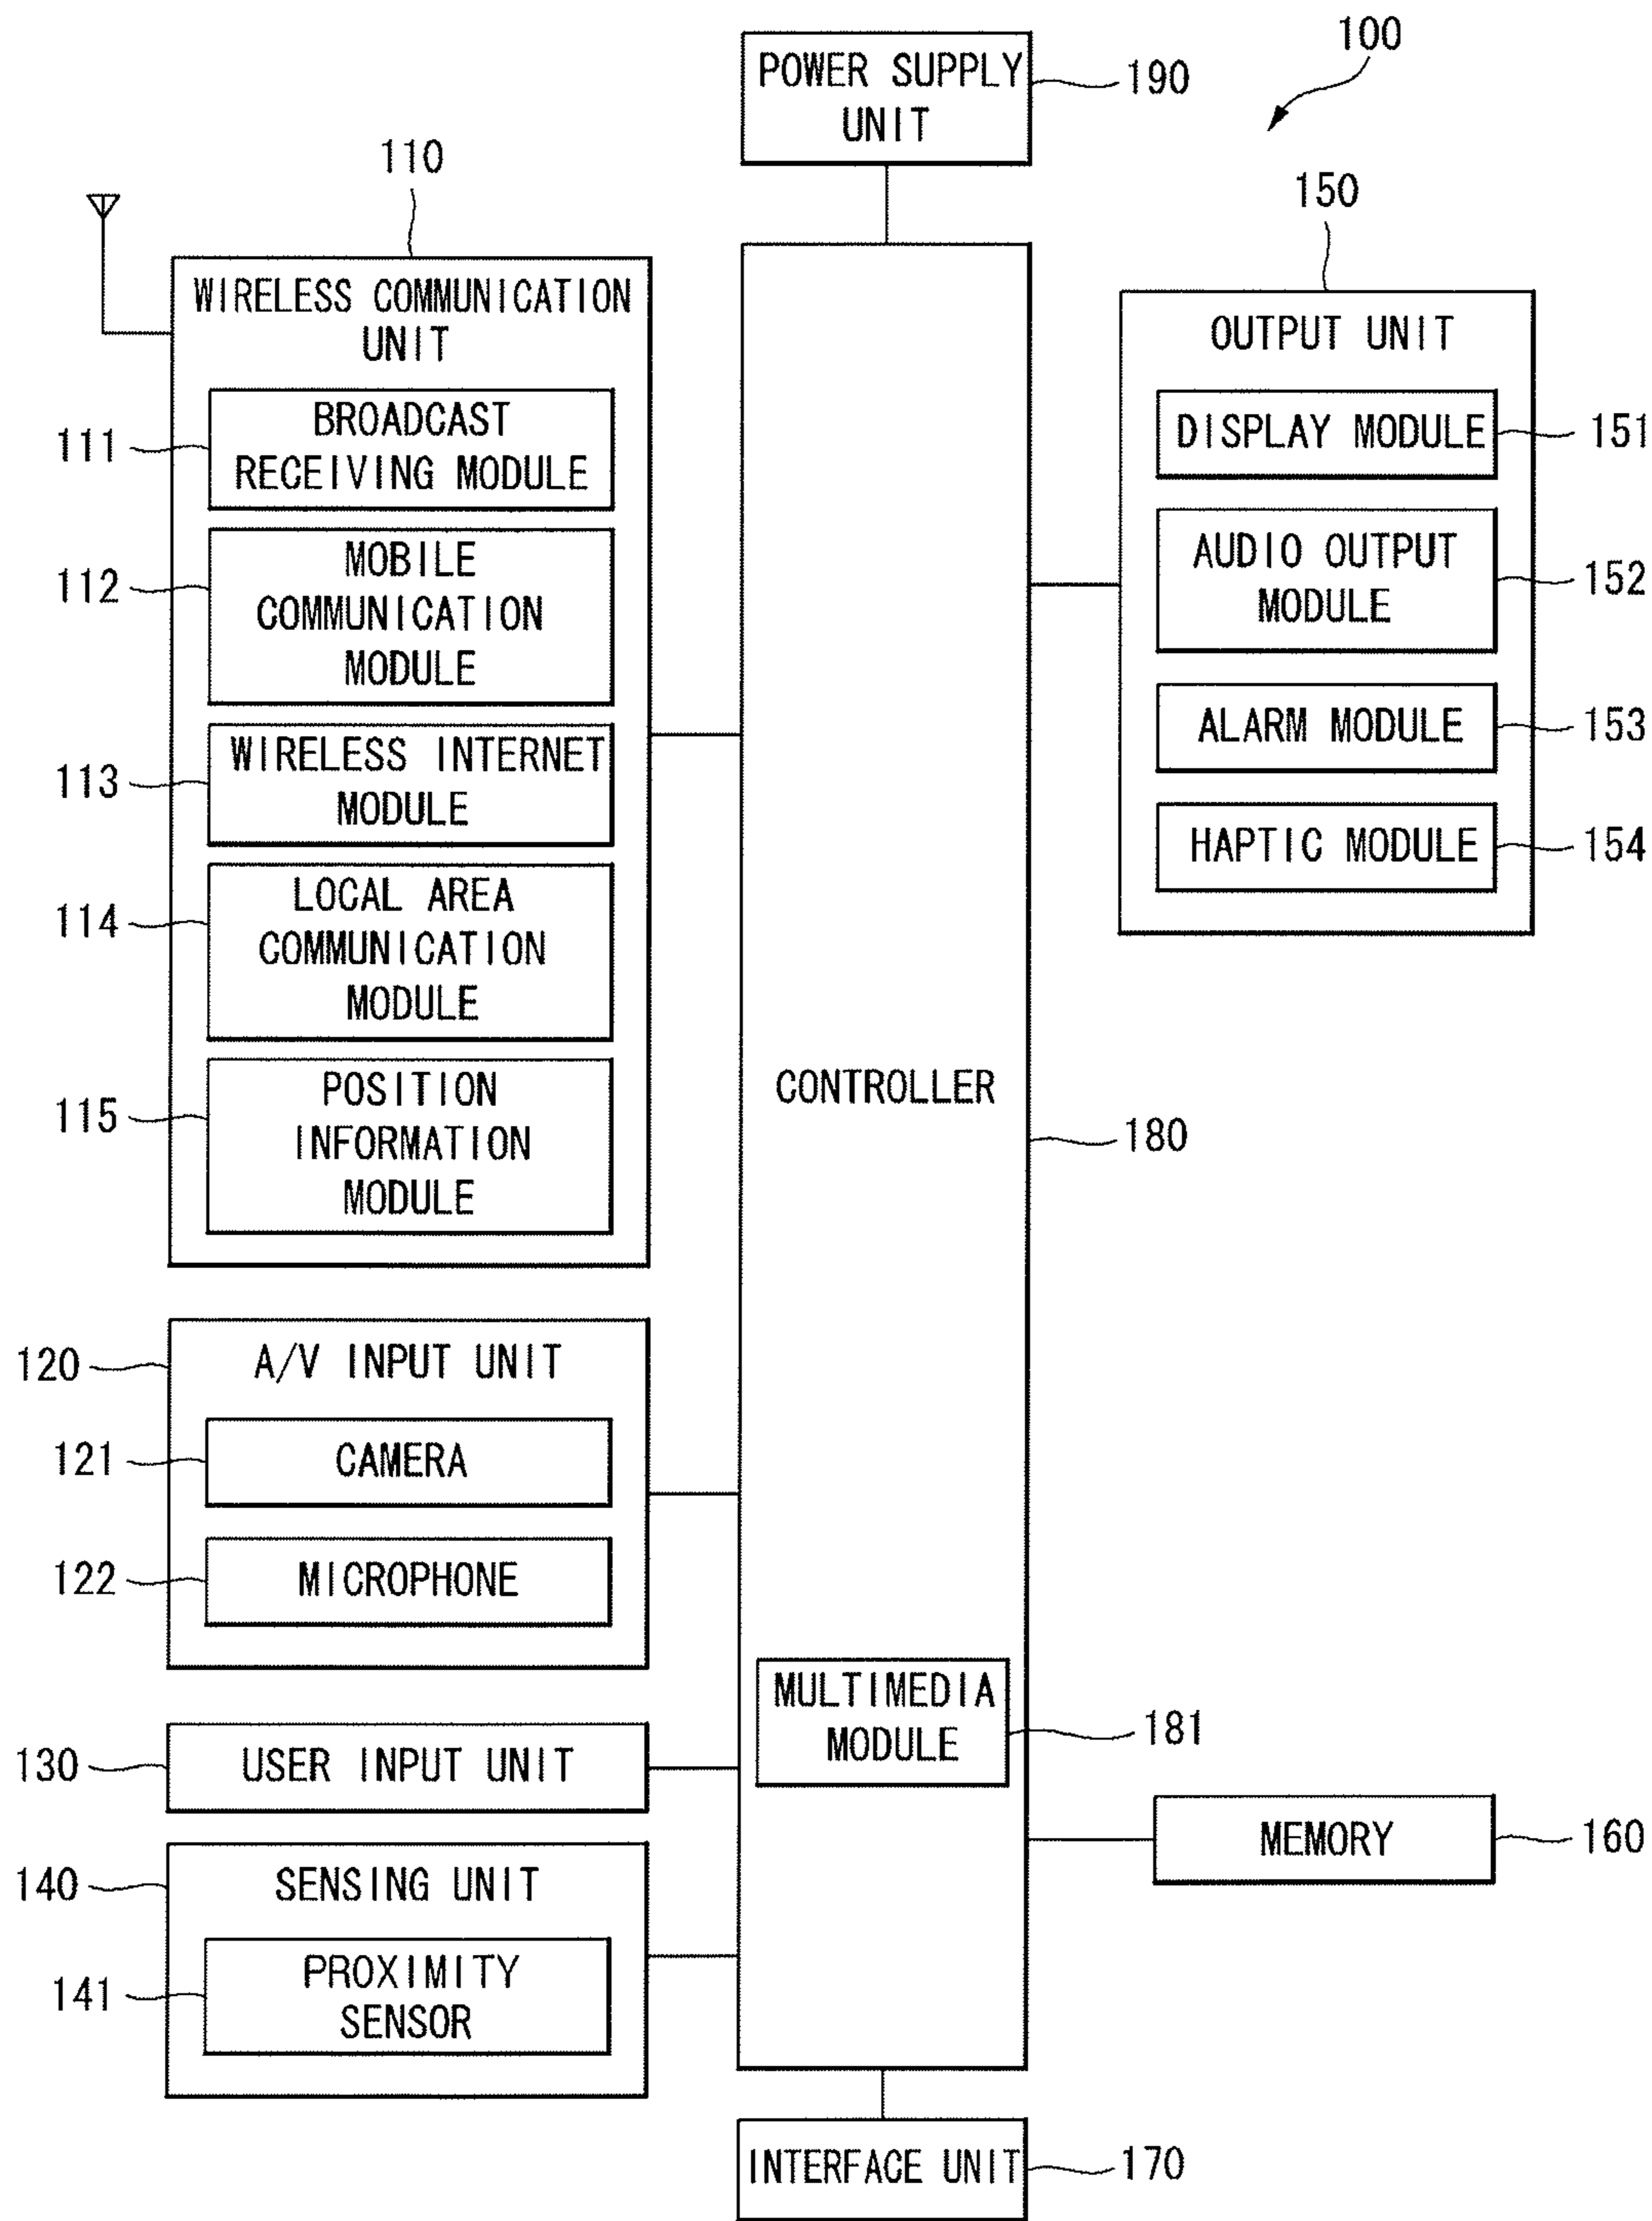 100
POWER SUPPLY
UNIT
190
110
150
WIRELESS COMMUNICATION
UNIT
BROADCAST
RECEIVING MODULE
111
MOBILE
COMMUNICATION
MODULE
112
WIRELESS INTERNET
MODULE
113
LOCAL AREA
COMMUNICATION
MODULE
114
POSITION
INFORMATION
MODULE
115
OUTPUT UNIT
DISPLAY MODULE
151
AUDIO OUTPUT
MODULE
152
ALARM MODULE
153
HAPTIC MODULE
154
CONTROLLER
180
A/V INPUT UNIT
120
CAMERA
121
MICROPHONE
122
MULTIMEDIA
MODULE
181
USER INPUT UNIT
130
SENSING UNIT
140
PROXIMITY
SENSOR
141
MEMORY
160
INTERFACE UNIT
170